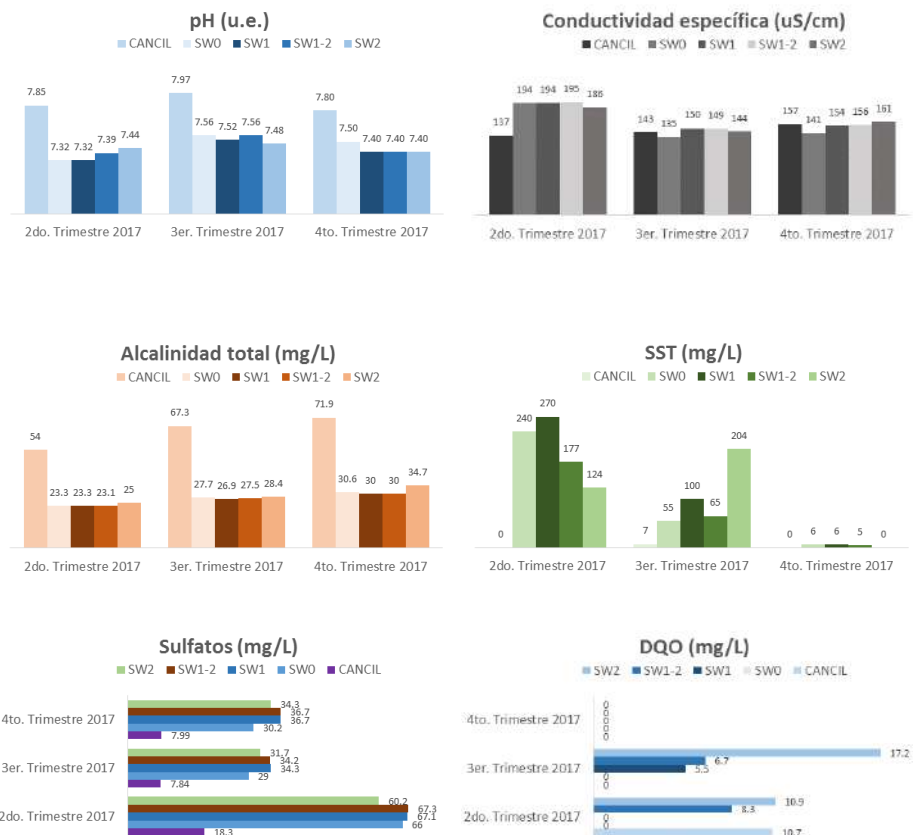 pH (u.e.)
CANCIL SW0 SW1 SW1-2 SW2
7.85 7.32 7.32 7.39 7.44
7.97 7.56 7.52 7.56 7.48
7.80 7.50 7.40 7.40 7.40
2do. Trimestre 2017 3er. Trimestre 2017 4to. Trimestre 2017
Conductividad específica (uS/cm)
CANCIL SW0 SW1 SW1-2 SW2
137 194 194 195 186
143 135 150 149 144
157 141 154 156 161
2do. Trimestre 2017 3er. Trimestre 2017 4to. Trimestre 2017
Alcalinidad total (mg/L)
CANCIL SW0 SW1 SW1-2 SW2
54 23.3 23.3 23.1 25
67.3 27.7 26.9 27.5 28.4
71.9 30.6 30 30 34.7
2do. Trimestre 2017 3er. Trimestre 2017 4to. Trimestre 2017
SST (mg/L)
CANCIL SW0 SW1 SW1-2 SW2
0 240 270 177 124
7 55 100 65 204
0 6 6 5 0
2do. Trimestre 2017 3er. Trimestre 2017 4to. Trimestre 2017
Sulfatos (mg/L)
SW2 SW1-2 SW1 SW0 CANCIL
4to. Trimestre 2017
34.3
36.7
36.7
30.2
7.99
3er. Trimestre 2017
31.7
34.2
34.3
29
7.84
2do. Trimestre 2017
60.2
67.3
67.1
66
18.3
DQO (mg/L)
SW2 SW1-2 SW1 SW0 CANCIL
4to. Trimestre 2017
0
0
0
0
0
3er. Trimestre 2017
17.2
6.7
5.5
0
0
2do. Trimestre 2017
10.9
8.3
0
0
10.7